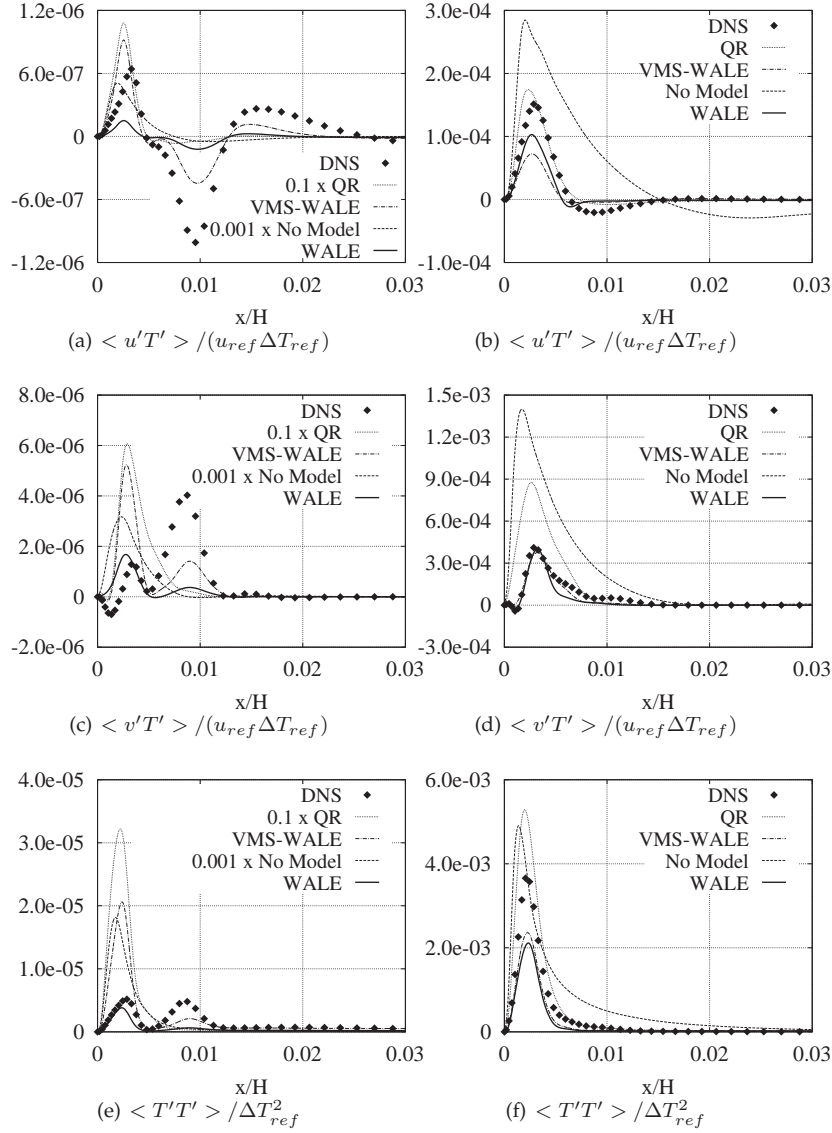 1.2e-06
6.0e-07
0
-6.0e-07
-1.2e-06
0
0.01
0.02
0.03
DNS
0.1 x QR
VMS-WALE
0.001 x No Model
WALE
x/H
(a) < u'T' > /(u_ref ΔT_ref)
3.0e-04
2.0e-04
1.0e-04
0
-1.0e-04
0
0.01
0.02
0.03
DNS
QR
VMS-WALE
No Model
WALE
x/H
(b) < u'T' > /(u_ref ΔT_ref)
8.0e-06
6.0e-06
4.0e-06
2.0e-06
0
-2.0e-06
0
0.01
0.02
0.03
DNS
0.1 x QR
VMS-WALE
0.001 x No Model
WALE
x/H
(c) < v'T' > /(u_ref ΔT_ref)
1.5e-03
1.2e-03
9.0e-04
6.0e-04
3.0e-04
0
-3.0e-04
0
0.01
0.02
0.03
DNS
QR
VMS-WALE
No Model
WALE
x/H
(d) < v'T' > /(u_ref ΔT_ref)
4.0e-05
3.0e-05
2.0e-05
1.0e-05
0
0
0.01
0.02
0.03
DNS
0.1 x QR
VMS-WALE
0.001 x No Model
WALE
x/H
(e) < T'T' > /ΔT²_ref
6.0e-03
4.0e-03
2.0e-03
0
0
0.01
0.02
0.03
DNS
QR
VMS-WALE
No Model
WALE
x/H
(f) < T'T' > /ΔT²_ref